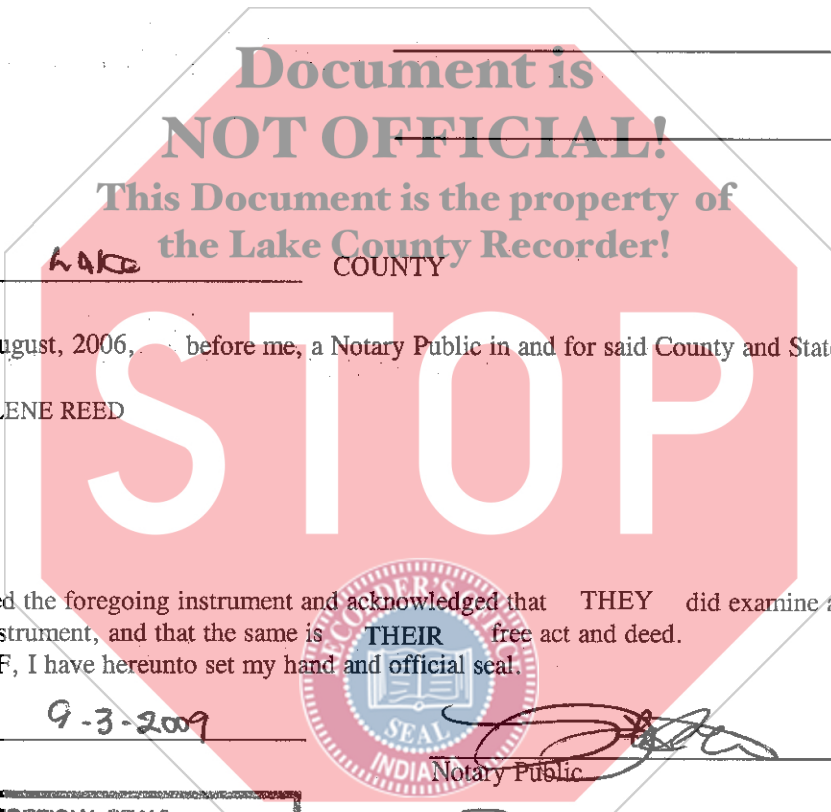 Document is
NOT OFFICIAL!
This Document is the property of
the Lake County Recorder!
Lake COUNTY
ugust, 2006, before me, a Notary Public in and for said County and State
LENE REED
STOP
ed the foregoing instrument and acknowledged that THEY did examine a
strument, and that the same is THEIR free act and deed.
F, I have hereunto set my hand and official seal.
9-3-2009
SEAL
INDIANA
Notary Public